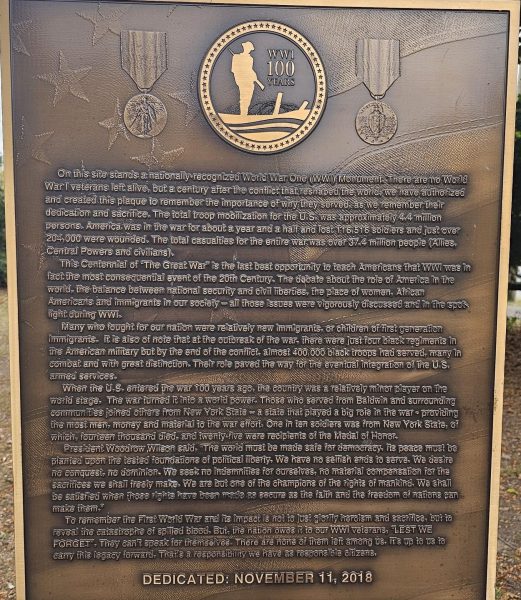 WWI
100
YEARS
On this site stands a nationally-recognized World War One (WWI) Monument. There are no World
War I veterans left alive, but a century after the conflict that reshaped the world, we have authorized
and created this plaque to remember the importance of why they served, as we remember their
dedication and sacrifice. The total troop mobilization for the U.S. was approximately 4.4 million
persons. America was in the war for about a year and a half and lost 116,516 soldiers and just over
204,000 were wounded. The total casualties for the entire war was over 37.4 million people (Allies,
Central Powers and civilians).
This Centennial of "The Great War" is the last best opportunity to teach Americans that WWI was in
fact the most consequential event of the 20th Century. The debate about the role of America in the
world, the balance between national security and civil liberties, the place of women, African
Americans and immigrants in our society – all those issues were vigorously discussed and in the spot
light during WWI.
Many who fought for our nation were relatively new immigrants, or children of first generation
immigrants. It is also of note that at the outbreak of the war, there were just four black regiments in
the American military but by the end of the conflict, almost 400,000 black troops had served, many in
combat and with great distinction. Their role paved the way for the eventual integration of the U.S.
armed services.
When the U.S. entered the war 100 years ago, the country was a relatively minor player on the
world stage. The war turned it into a world power. Those who served from Baldwin and surrounding
communities joined others from New York State – a state that played a big role in the war - providing
the most men, money and material to the war effort. One in ten soldiers was from New York State, of
which, fourteen thousand died, and twenty-five were recipients of the Medal of Honor.
President Woodrow Wilson said, "The world must be made safe for democracy. Its peace must be
planted upon the tested foundations of political liberty. We have no selfish ends to serve. We desire
no conquest, no dominion. We seek no indemnities for ourselves, no material compensation for the
sacrifices we shall freely make. We are but one of the champions of the rights of mankind. We shall
be satisfied when those rights have been made as secure as the faith and the freedom of nations can
make them."
To remember the First World War and its impact is not to just glorify heroism and sacrifice, but to
reveal the catastrophe of spilled blood. But, the nation owes it to our WWI veterans, "LEST WE
FORGET". They can't speak for themselves. There are none of them left among us. It's up to us to
carry this legacy forward. That's a responsibility we have as responsible citizens.
DEDICATED: NOVEMBER 11, 2018